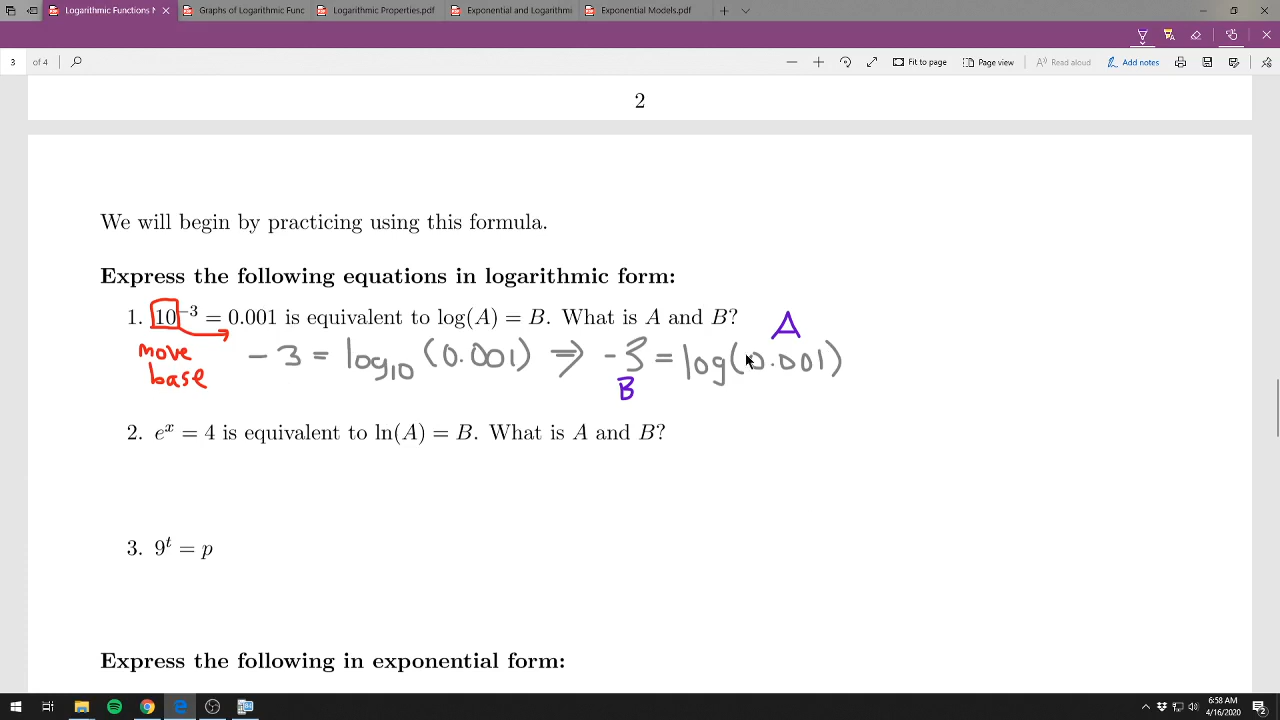 Logarithmic Functions N
Graphs of Logarithmic Func
Logarithmic Properties.pdf
Exponential and Logarithmi
Exponential Models.pdf
3 of 4
Fit to page
Page view
Read aloud
Add notes
2
We will begin by practicing using this formula.
Express the following equations in logarithmic form:
1. 10⁻³ = 0.001 is equivalent to log(A) = B. What is A and B?
A
move
base
-3 = log₁₀(0.001) ⇒ -3 = log(0.001)
B
2. eˣ = 4 is equivalent to ln(A) = B. What is A and B?
3. 9ᵗ = p
Express the following in exponential form:
6:58 AM
4/16/2020